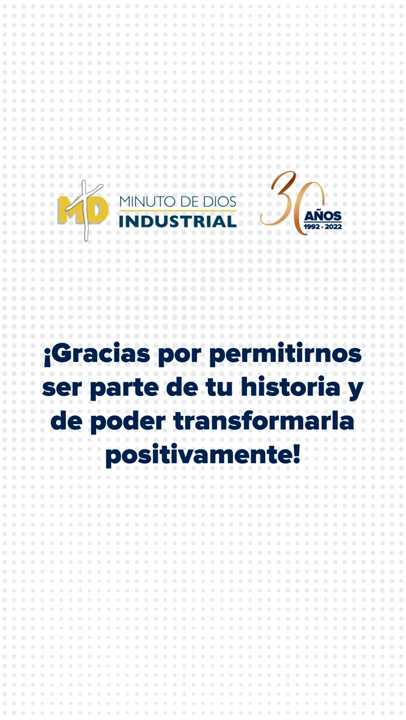 MD MINUTO DE DIOS
INDUSTRIAL
30 AÑOS
1992 - 2022
¡Gracias por permitirnos
ser parte de tu historia y
de poder transformarla
positivamente!